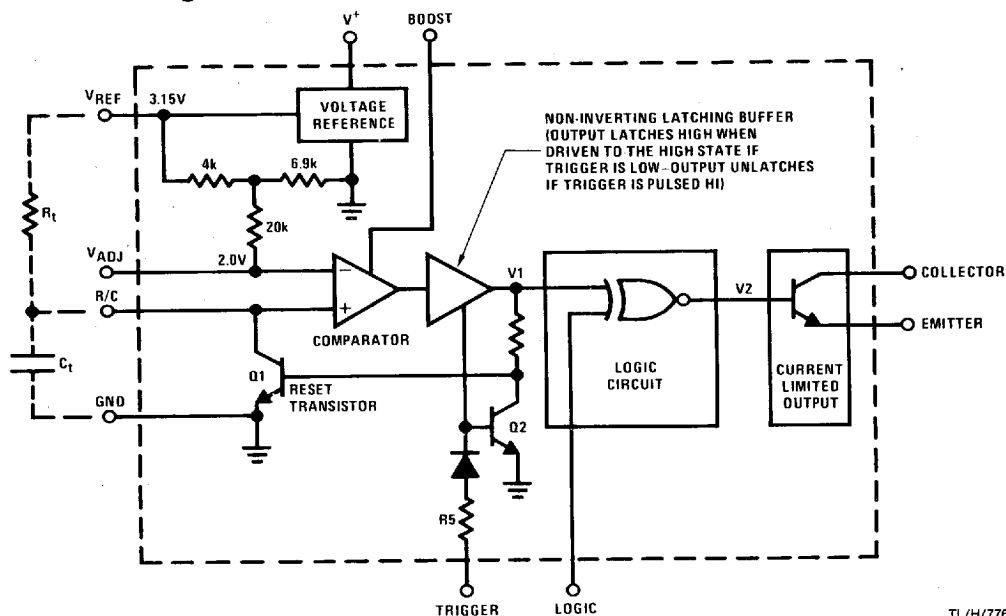 V+
BOOST
VREF
3.15V
VOLTAGE
REFERENCE
NON-INVERTING LATCHING BUFFER
(OUTPUT LATCHES HIGH WHEN
DRIVEN TO THE HIGH STATE IF
TRIGGER IS LOW–OUTPUT UNLATCHES
IF TRIGGER IS PULSED HI)
4k
6.9k
Rt
20k
VADJ
2.0V
R/C
V1
V2
COLLECTOR
COMPARATOR
EMITTER
Ct
Q1
RESET
TRANSISTOR
LOGIC
CIRCUIT
CURRENT
LIMITED
OUTPUT
GND
Q2
R5
TRIGGER
LOGIC